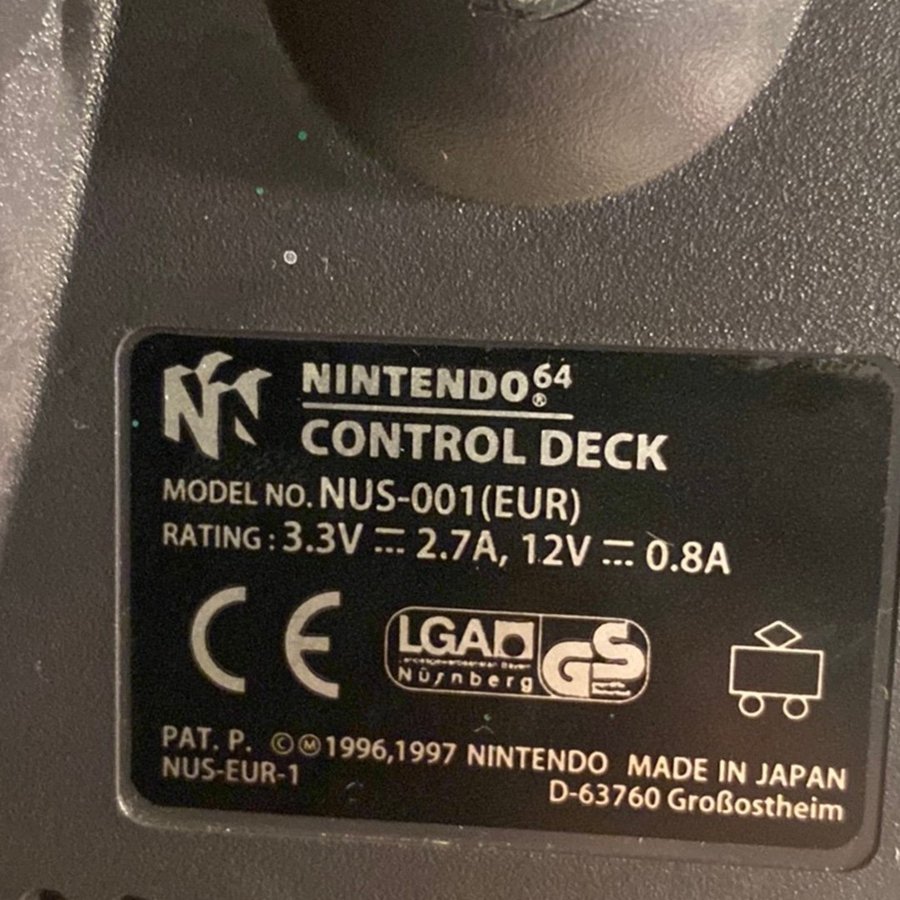 NINTENDO⁶⁴®
CONTROL DECK
MODEL NO. NUS-001(EUR)
RATING : 3.3V ⎓ 2.7A, 12V ⎓ 0.8A
CE
LGA
Nürnberg
GS
PAT. P. ©Ⓜ1996,1997 NINTENDO MADE IN JAPAN
NUS-EUR-1
D-63760 Großostheim